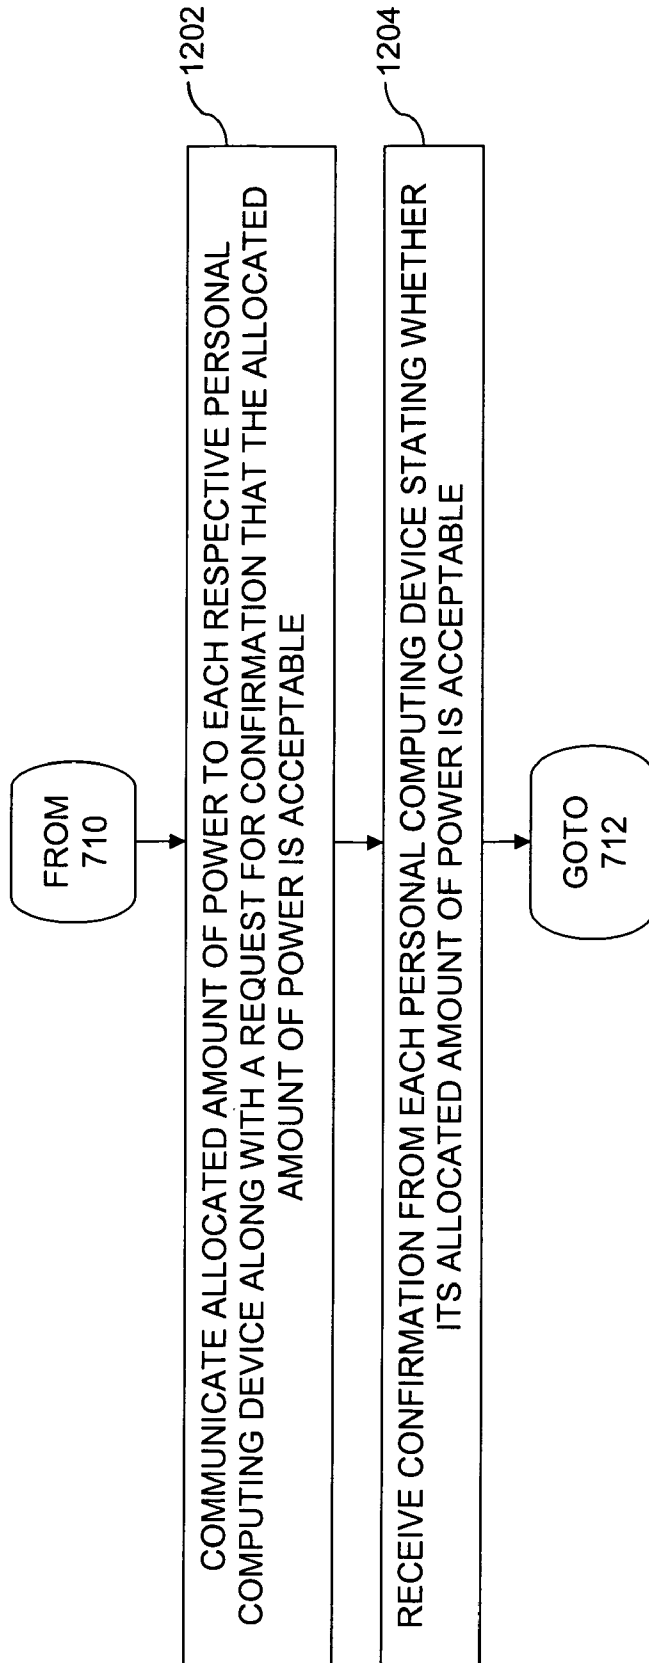 FROM
710
COMMUNICATE ALLOCATED AMOUNT OF POWER TO EACH RESPECTIVE PERSONAL
COMPUTING DEVICE ALONG WITH A REQUEST FOR CONFIRMATION THAT THE ALLOCATED
AMOUNT OF POWER IS ACCEPTABLE
1202
RECEIVE CONFIRMATION FROM EACH PERSONAL COMPUTING DEVICE STATING WHETHER
ITS ALLOCATED AMOUNT OF POWER IS ACCEPTABLE
1204
GOTO
712